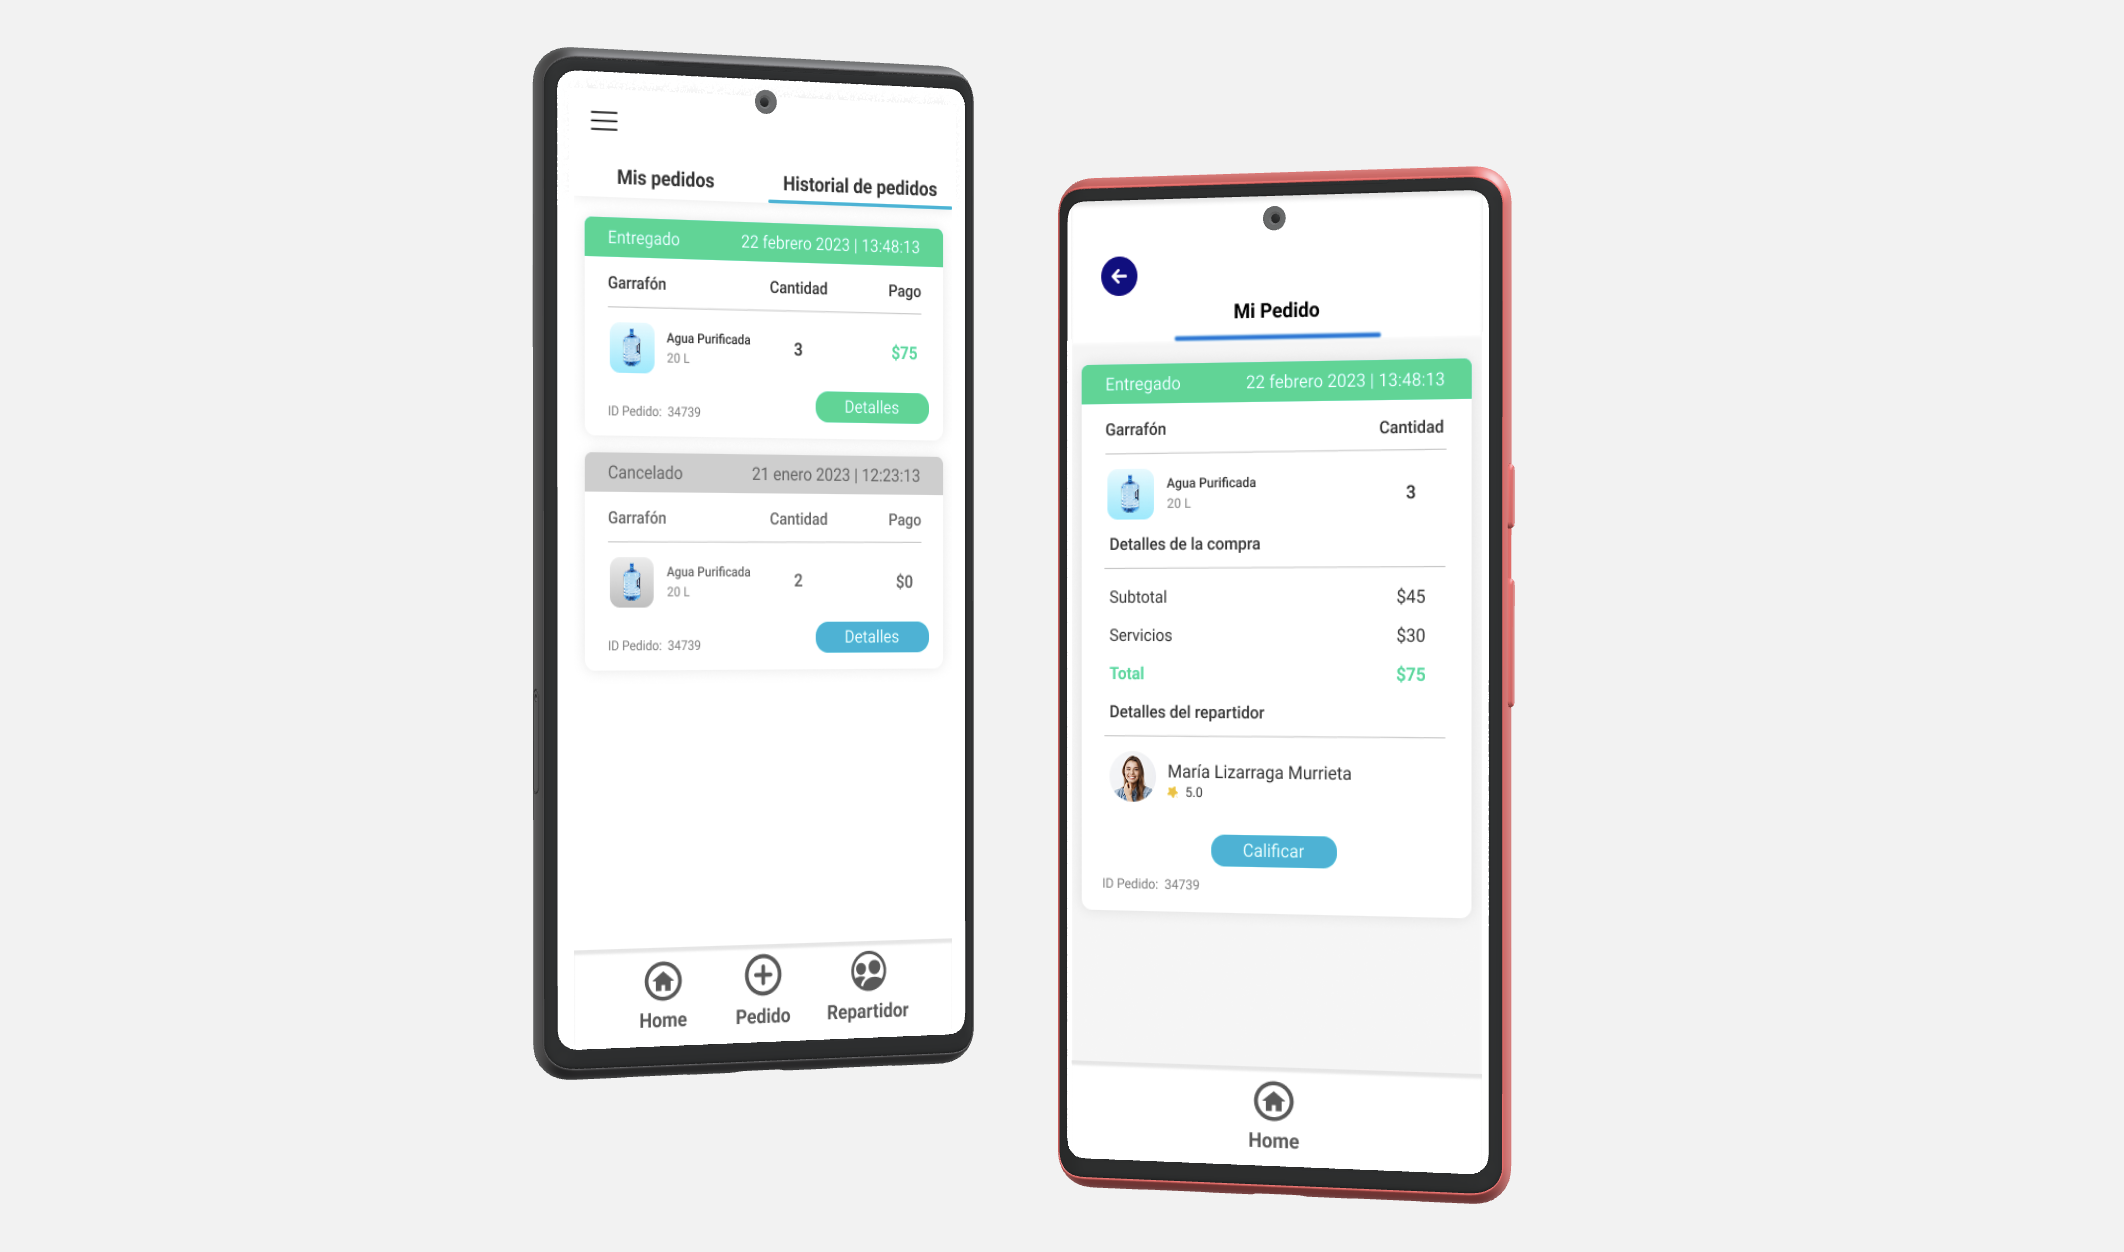 Mis pedidos
Historial de pedidos
Entregado 22 febrero 2023 | 13:48:13
Garrafón Cantidad Pago
Agua Purificada
20 L
3
$75
ID Pedido: 34739
Detalles
Cancelado 21 enero 2023 | 12:23:13
Garrafón Cantidad Pago
Agua Purificada
20 L
2
$0
ID Pedido: 34739
Detalles
Home
Pedido
Repartidor
Mi Pedido
Entregado 22 febrero 2023 | 13:48:13
Garrafón Cantidad
Agua Purificada
20 L
3
Detalles de la compra
Subtotal $45
Servicios $30
Total $75
Detalles del repartidor
María Lizarraga Murrieta
5.0
Calificar
ID Pedido: 34739
Home